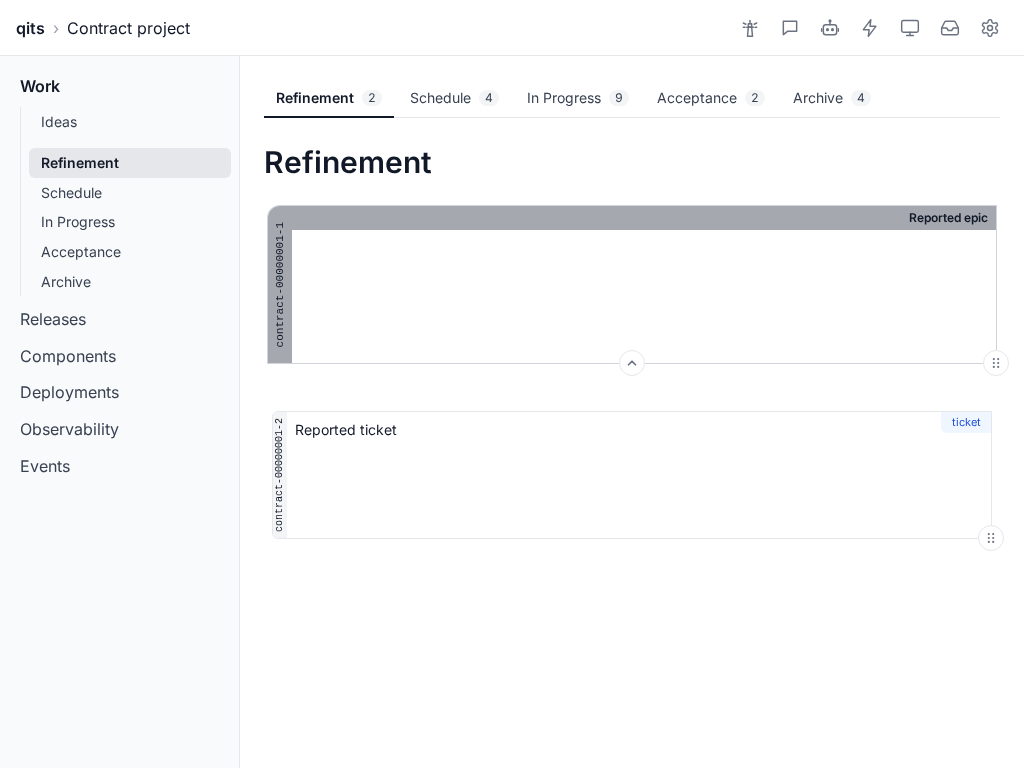 qits › Contract project
Work
Ideas
Refinement
Schedule
In Progress
Acceptance
Archive
Releases
Components
Deployments
Observability
Events
Refinement 2
Schedule 4
In Progress 9
Acceptance 2
Archive 4
Refinement
Reported epic
contract-00000001-1
contract-00000001-2
Reported ticket
ticket